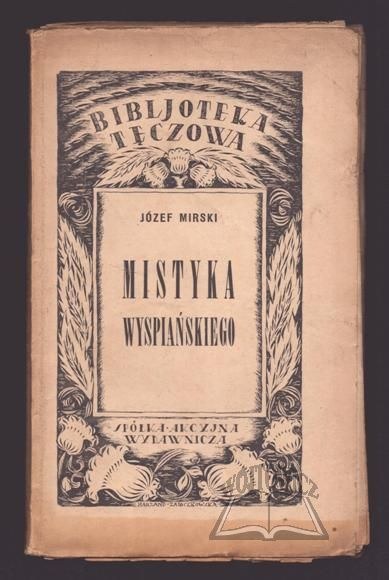 BIBLJOTEKA
TĘCZOWA
JÓZEF MIRSKI
MISTYKA
WYSPIAŃSKIEGO
SPÓŁKA·AKCYJNA
WYDAWNICZA